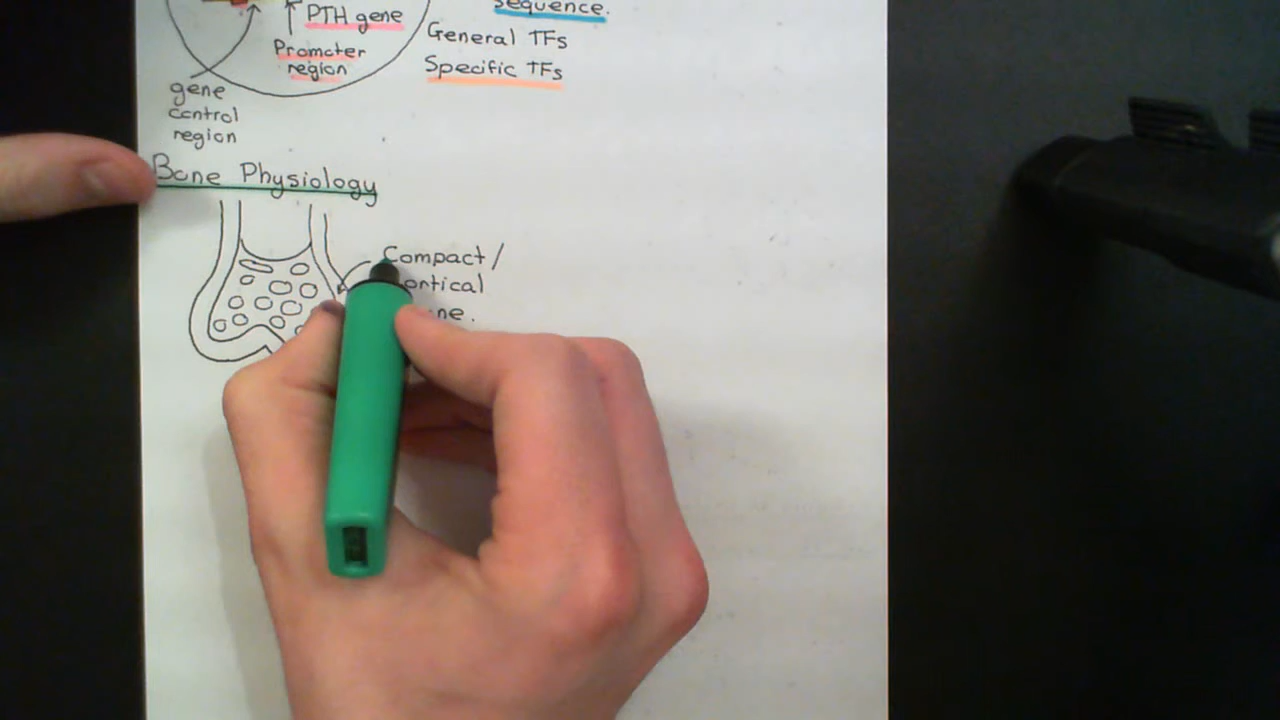 sequence.
PTH gene
General TFs
Promoter
region
Specific TFs
gene
control
region
Bone Physiology
Compact/